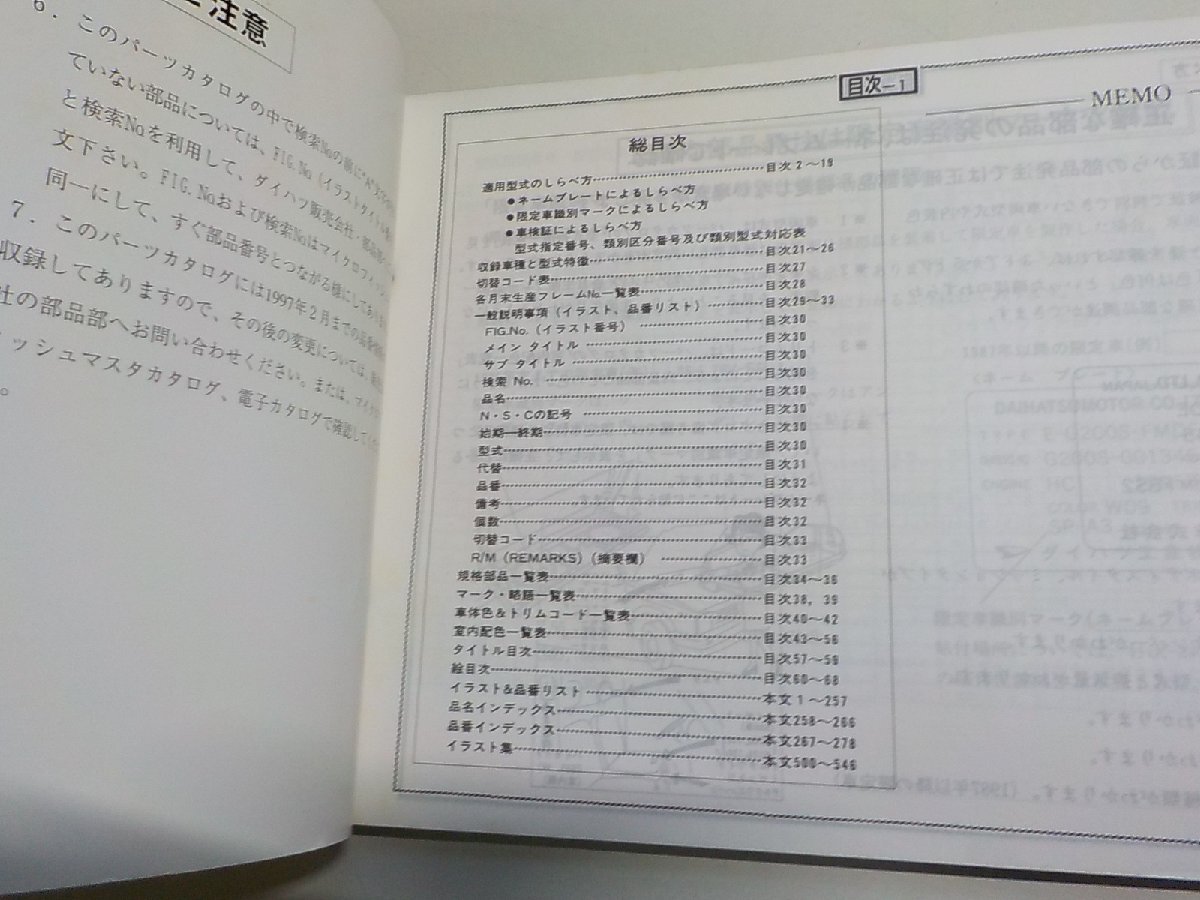 注意
6．このパーツカタログの中で検索Noの前に"A"
ていない部品については、FIG.No（イラストタイトル
と検索Noを利用して、ダイハツ販売会社・部品
文下さい。FIG.Noおよび検索Noはマイクロフィッシュ
同一にして、すぐ部品番号とつながる様にしてあり
7．このパーツカタログには1997年2月までの
収録してありますので、その後の変更については、
社の部品部へお問い合わせください。または、マイクロ
ッシュマスタカタログ、電子カタログで確認して
。
目次－1
MEMO
総目次
適用型式のしらべ方…………目次2～19
●ネームプレートによるしらべ方
●限定車識別マークによるしらべ方
●車検証によるしらべ方
型式指定番号、類別区分番号及び類別型式対応表
収録車種と型式特徴…………目次21～26
切替コード表…………目次27
各月末生産フレームNo.一覧表…………目次28
一般説明事項（イラスト、品番リスト）…………目次29～33
FIG.No.（イラスト番号）…………目次30
メイン タイトル…………目次30
サブ タイトル…………目次30
検索 No.…………目次30
品名…………目次30
N・S・Cの記号…………目次30
始期―終期…………目次30
型式…………目次30
代替…………目次31
品番…………目次32
備考…………目次32
個数…………目次32
切替コード…………目次33
R/M（REMARKS）（摘要欄）…………目次33
規格部品一覧表…………目次34～36
マーク・略語一覧表…………目次38，39
車体色＆トリムコード一覧表…………目次40～42
室内配色一覧表…………目次43～56
タイトル目次…………目次57～59
絵目次…………目次60～68
イラスト&品番リスト…………本文1～257
品名インデックス…………本文258～266
品番インデックス…………本文267～278
イラスト集…………本文500～546